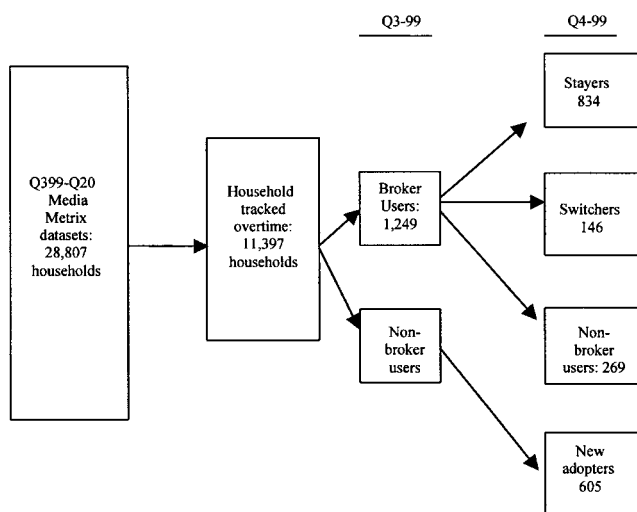 Q3-99
Q4-99
Q399-Q20
Media
Metrix
datasets:
28,807
households
Household
tracked
overtime:
11,397
households
Broker
Users:
1,249
Non-
broker
users
Stayers
834
Switchers
146
Non-
broker
users: 269
New
adopters
605